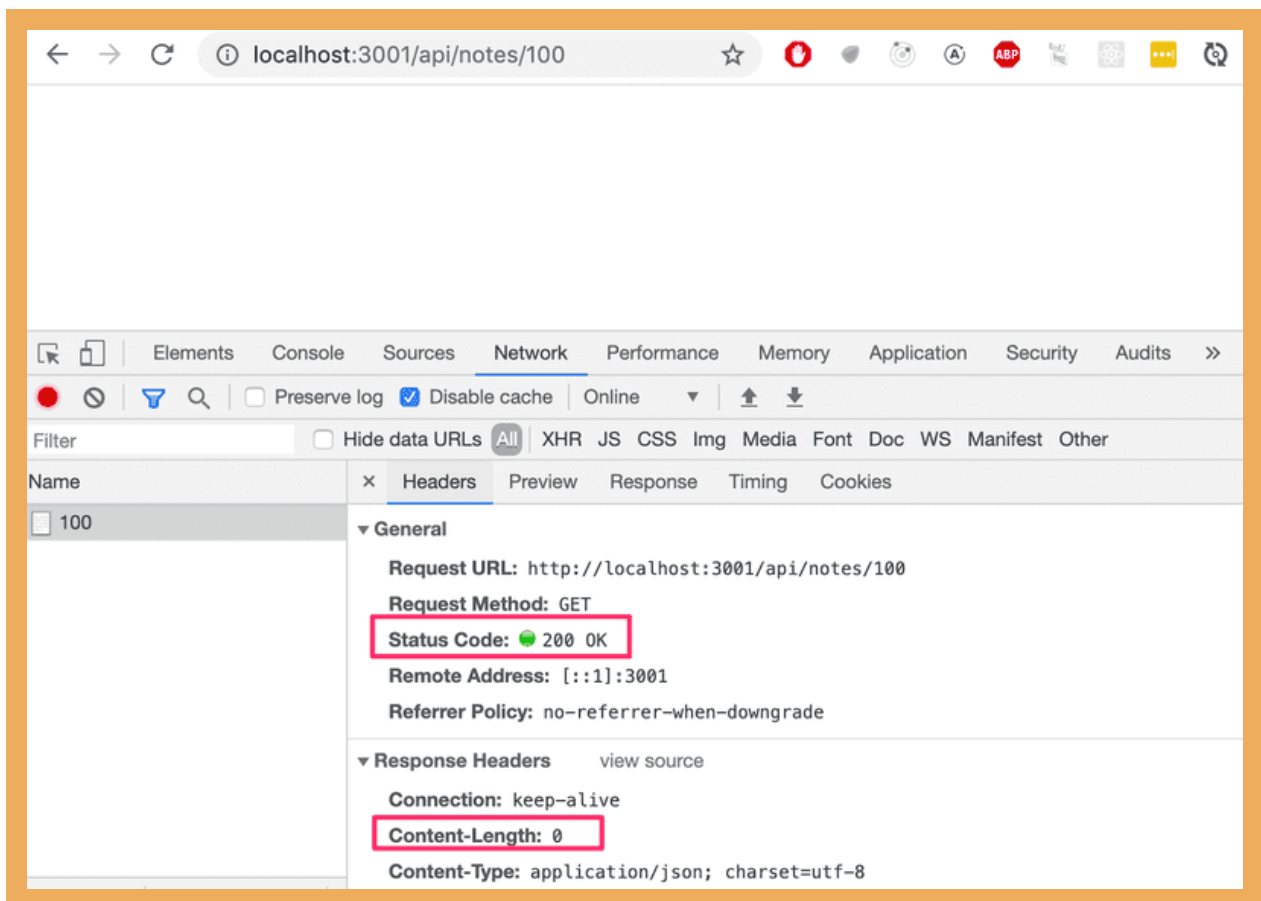 localhost:3001/api/notes/100
ABP
Elements Console Sources Network Performance Memory Application Security Audits »
Preserve log Disable cache Online
Filter Hide data URLs All XHR JS CSS Img Media Font Doc WS Manifest Other
Name × Headers Preview Response Timing Cookies
100
General
Request URL: http://localhost:3001/api/notes/100
Request Method: GET
Status Code: 200 OK
Remote Address: [::1]:3001
Referrer Policy: no-referrer-when-downgrade
Response Headers view source
Connection: keep-alive
Content-Length: 0
Content-Type: application/json; charset=utf-8